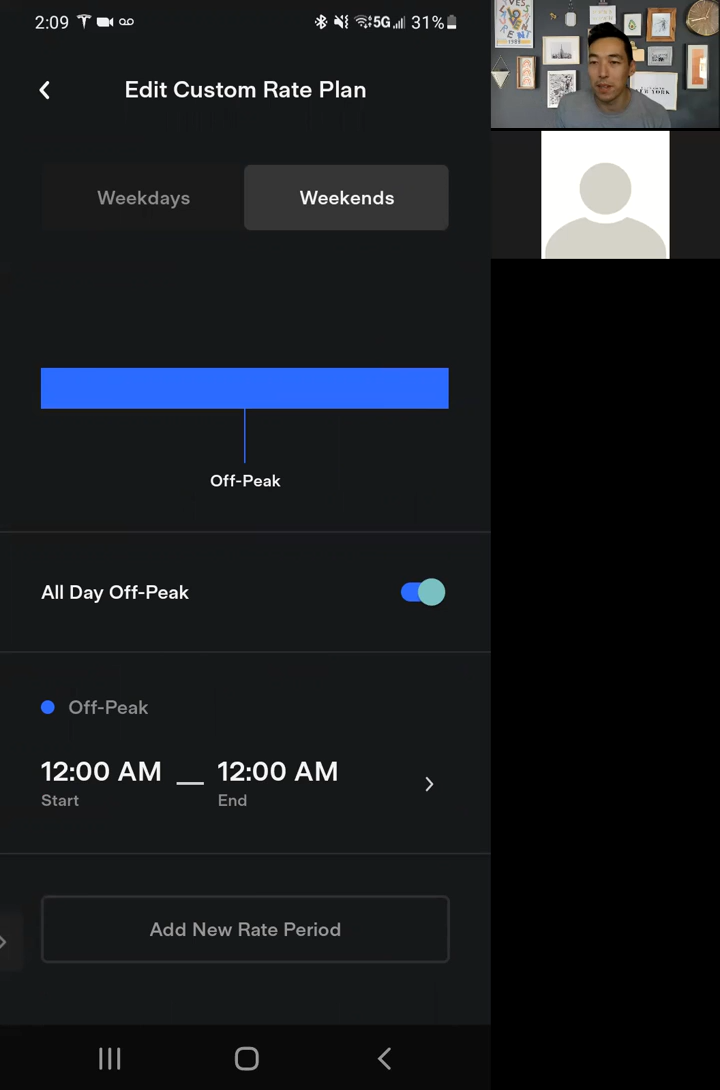 2:09
5G
31%
Edit Custom Rate Plan
Weekdays
Weekends
Off-Peak
All Day Off-Peak
Off-Peak
12:00 AM — 12:00 AM
Start
End
Add New Rate Period